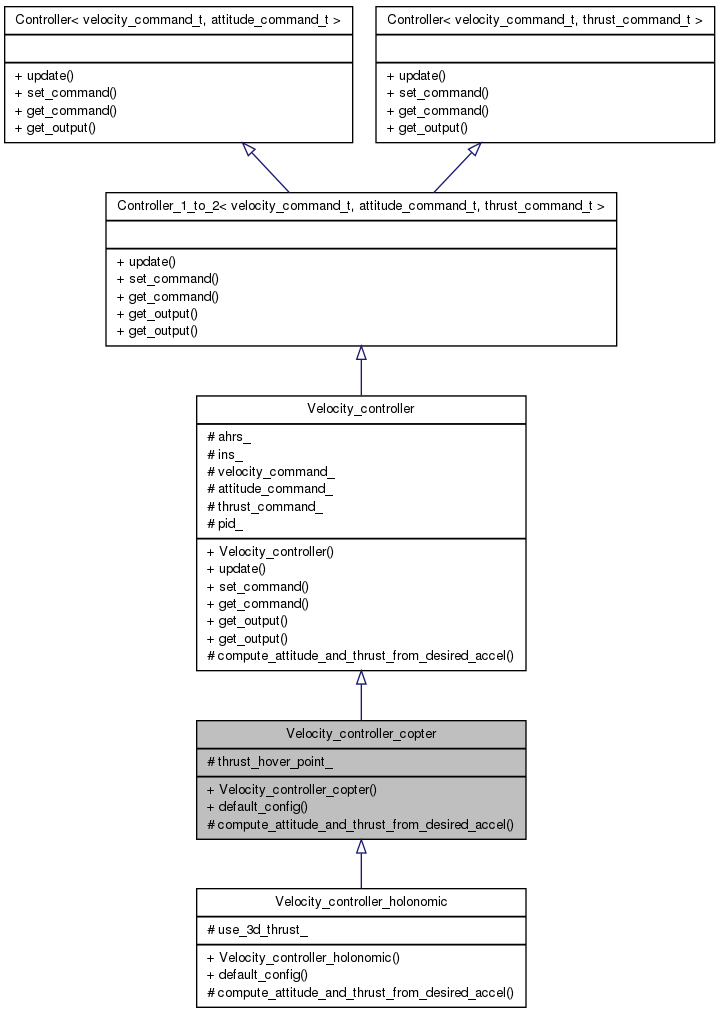 Controller< velocity_command_t, attitude_command_t >
+ update()
+ set_command()
+ get_command()
+ get_output()
Controller< velocity_command_t, thrust_command_t >
+ update()
+ set_command()
+ get_command()
+ get_output()
Controller_1_to_2< velocity_command_t, attitude_command_t, thrust_command_t >
+ update()
+ set_command()
+ get_command()
+ get_output()
+ get_output()
Velocity_controller
# ahrs_
# ins_
# velocity_command_
# attitude_command_
# thrust_command_
# pid_
+ Velocity_controller()
+ update()
+ set_command()
+ get_command()
+ get_output()
+ get_output()
# compute_attitude_and_thrust_from_desired_accel()
Velocity_controller_copter
# thrust_hover_point_
+ Velocity_controller_copter()
+ default_config()
# compute_attitude_and_thrust_from_desired_accel()
Velocity_controller_holonomic
# use_3d_thrust_
+ Velocity_controller_holonomic()
+ default_config()
# compute_attitude_and_thrust_from_desired_accel()